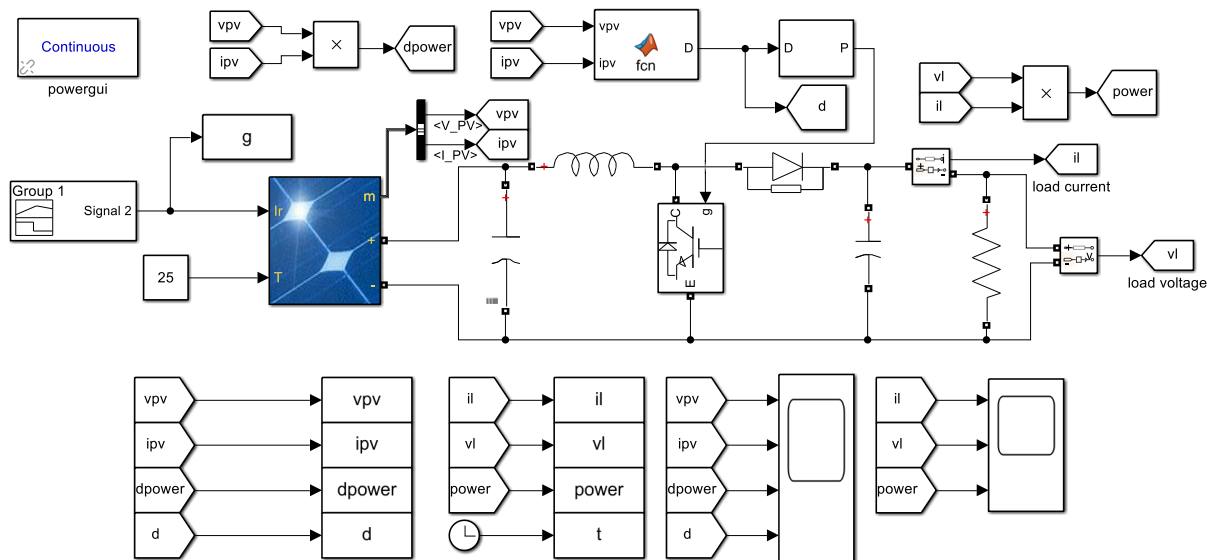 Continuous
powergui
vpv
ipv
×
dpower
vpv
ipv
vpv
ipv
fcn
D
D
P
d
vl
il
×
power
g
<V_PV>
<I_PV>
vpv
ipv
i
+
-
il
load current
Group 1
Signal 2
Ir
T
m
+
-
25
+
C
g
E
+
+
+
+
-
v
vl
load voltage
vpv
ipv
dpower
d
vpv
ipv
dpower
d
il
vl
power
il
vl
power
t
vpv
ipv
dpower
d
il
vl
power